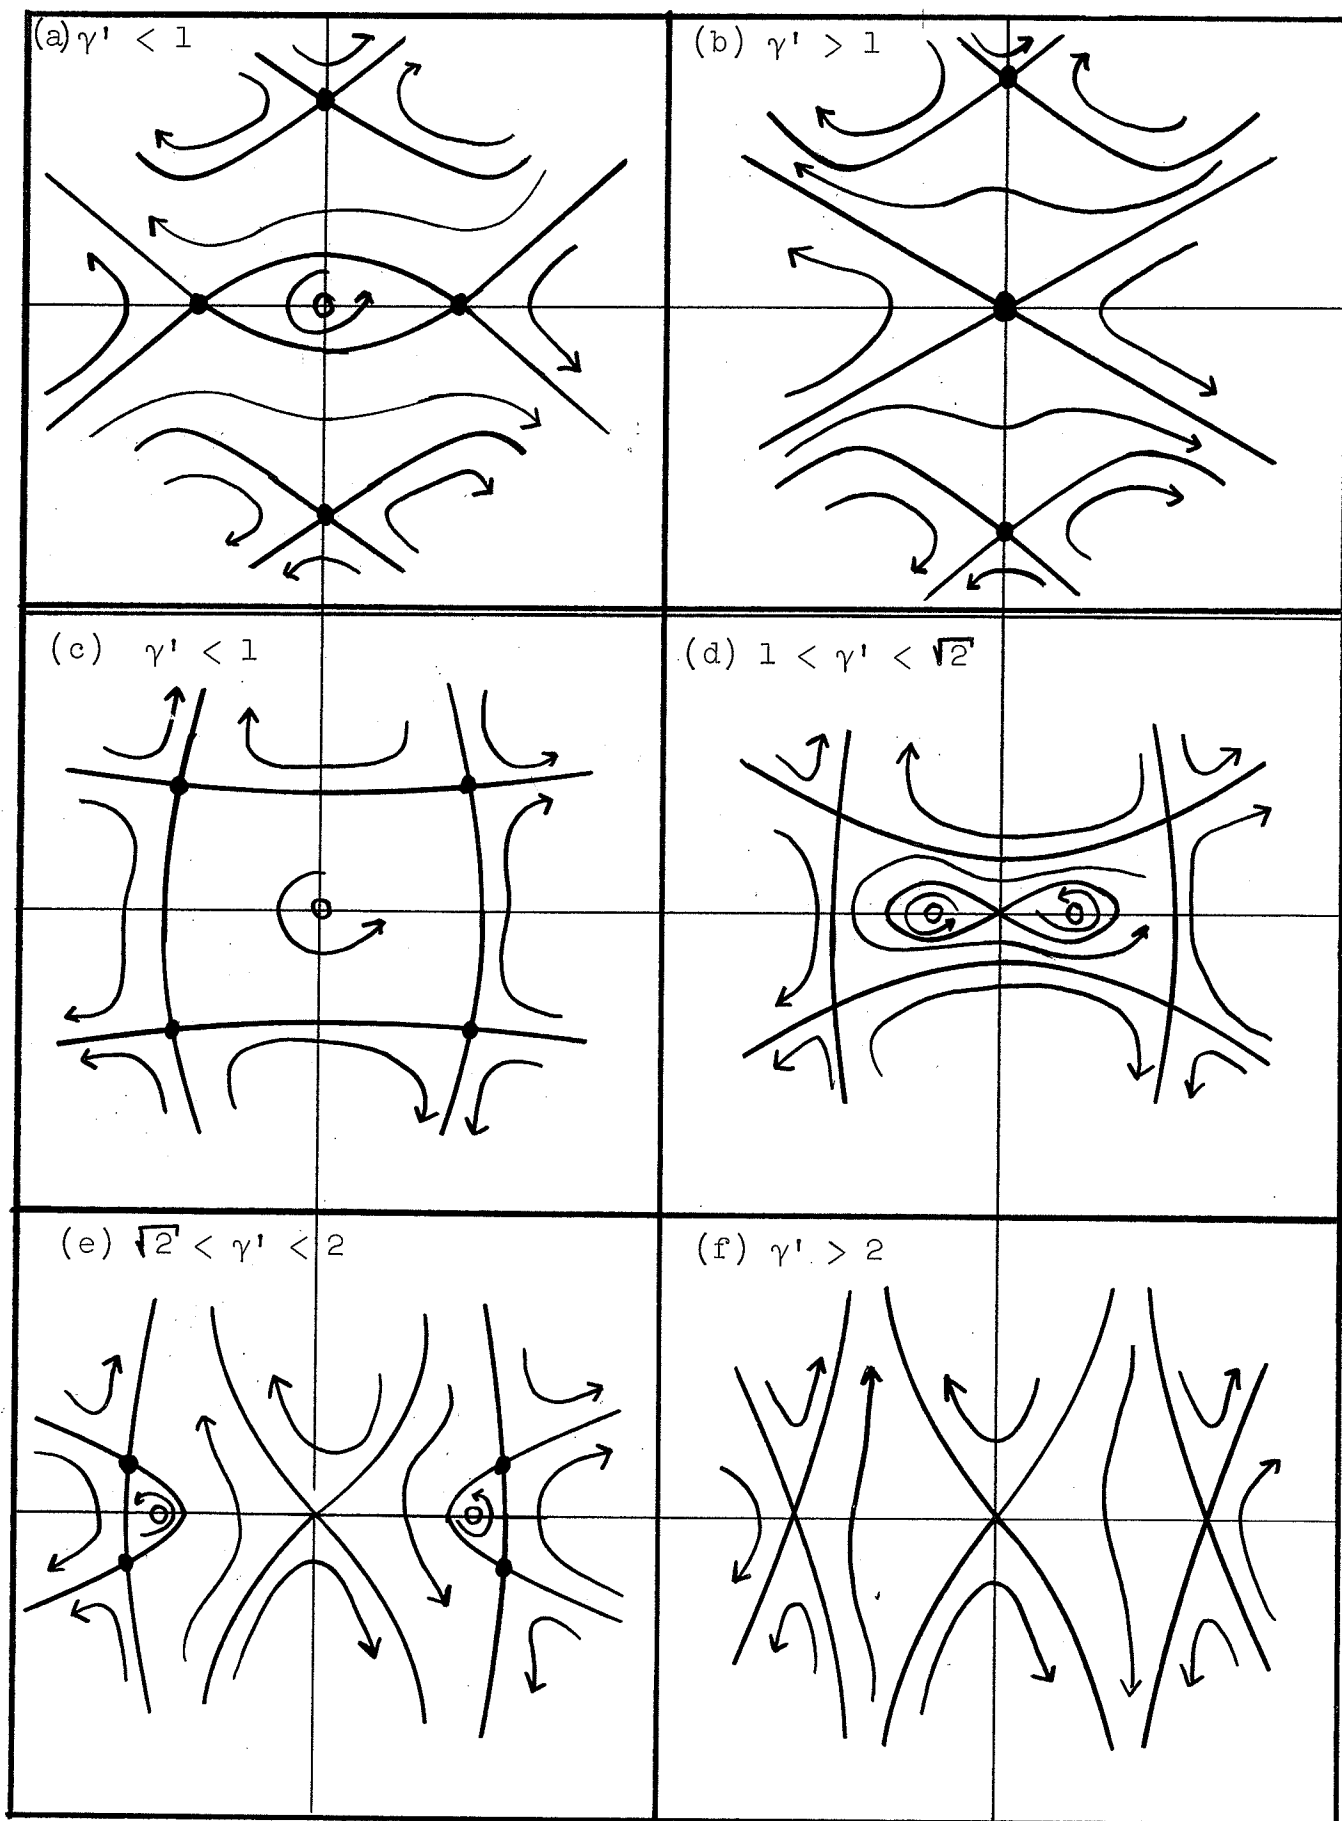 (a) γ' < 1
(b) γ' > 1
(c) γ' < 1
(d) 1 < γ' < √2
(e) √2 < γ' < 2
(f) γ' > 2